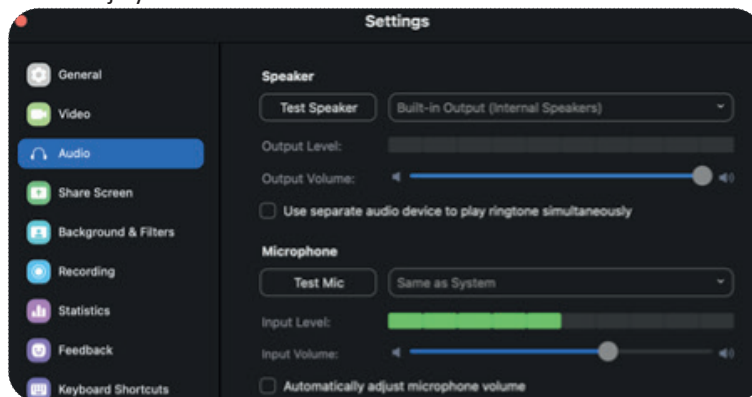 Settings
General
Video
Audio
Share Screen
Background & Filters
Recording
Statistics
Feedback
Keyboard Shortcuts
Speaker
Test Speaker
Built-in Output (Internal Speakers)
Output Level:
Output Volume:
Use separate audio device to play ringtone simultaneously
Microphone
Test Mic
Same as System
Input Level:
Input Volume:
Automatically adjust microphone volume